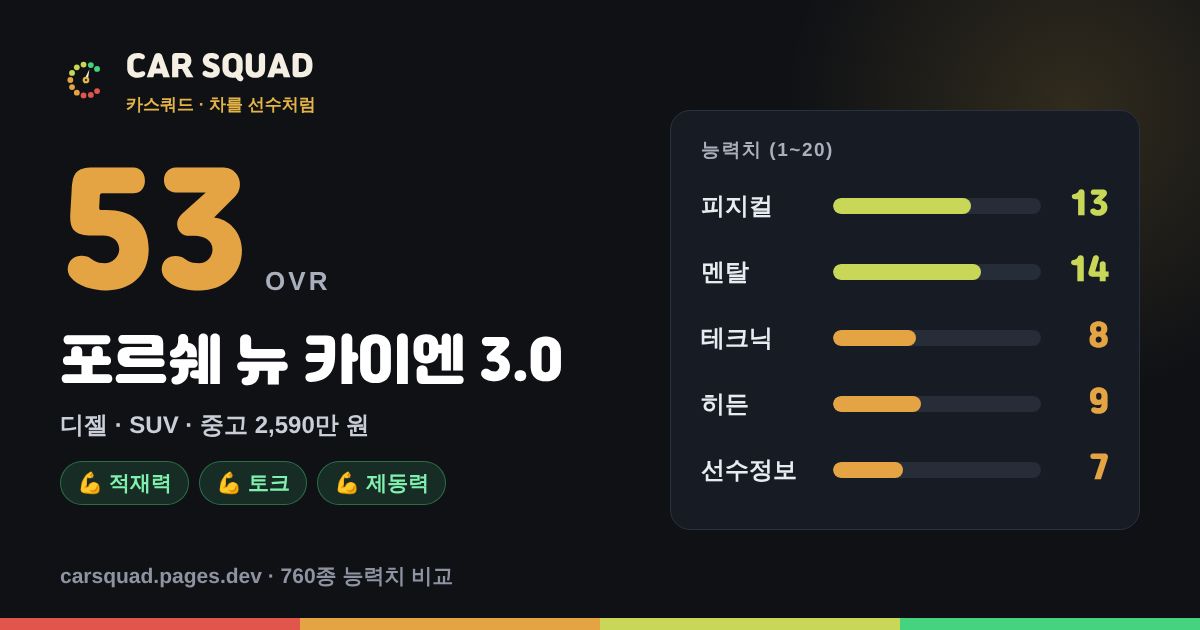 CAR SQUAD
카스쿼드 · 차를 선수처럼
53 OVR
포르쉐 뉴 카이엔 3.0
디젤 · SUV · 중고 2,590만 원
💪 적재력 💪 토크 💪 제동력
carsquad.pages.dev · 760종 능력치 비교
능력치 (1~20)
피지컬 13
멘탈 14
테크닉 8
히든 9
선수정보 7